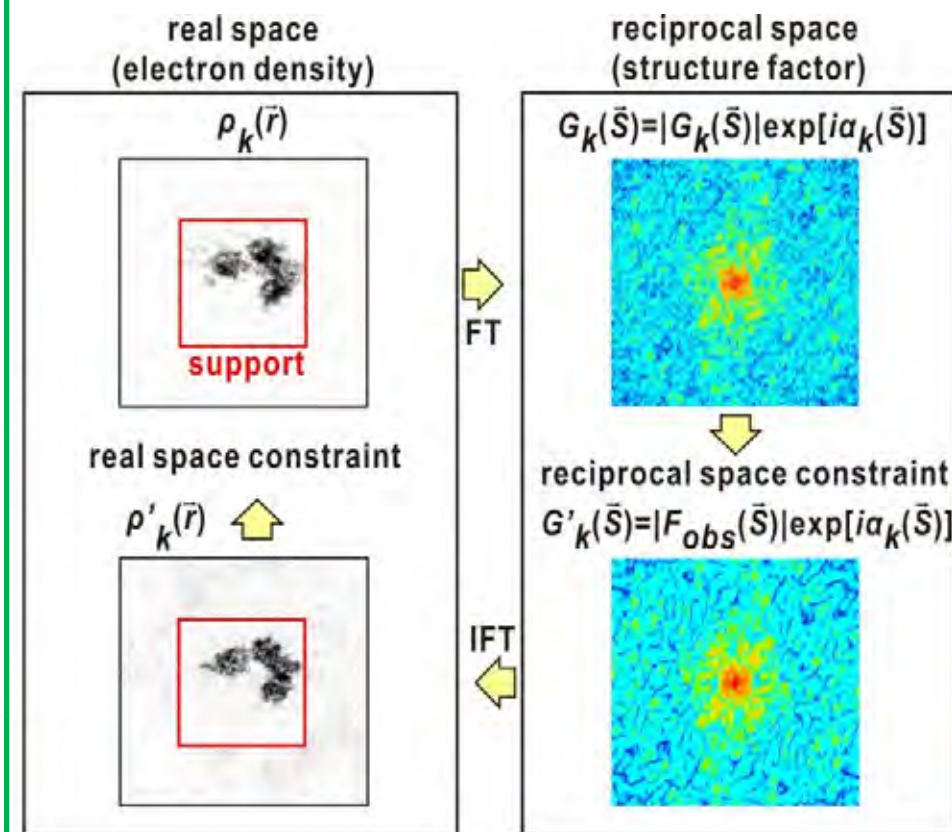 real space
(electron density)
ρₖ(r⃗)
support
real space constraint
ρ'ₖ(r⃗)
FT
IFT
reciprocal space
(structure factor)
Gₖ(S⃗)=|Gₖ(S⃗)|exp[iαₖ(S⃗)]
reciprocal space constraint
G'ₖ(S⃗)=|F_obs(S⃗)|exp[iαₖ(S⃗)]